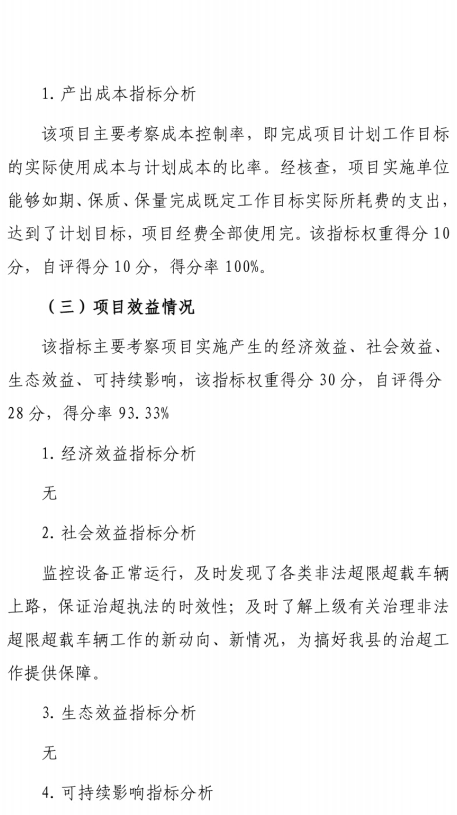 1. 产出成本指标分析
该项目主要考察成本控制率，即完成项目计划工作目标
的实际使用成本与计划成本的比率。经核查，项目实施单位
能够如期、保质、保量完成既定工作目标实际所耗费的支出，
达到了计划目标，项目经费全部使用完。该指标权重得分 10
分，自评得分 10 分，得分率 100%。
（三）项目效益情况
该指标主要考察项目实施产生的经济效益、社会效益、
生态效益、可持续影响，该指标权重得分 30 分，自评得分
28 分，得分率 93.33%
1. 经济效益指标分析
无
2. 社会效益指标分析
监控设备正常运行，及时发现了各类非法超限超载车辆
上路，保证治超执法的时效性；及时了解上级有关治理非法
超限超载车辆工作的新动向、新情况，为搞好我县的治超工
作提供保障。
3. 生态效益指标分析
无
4. 可持续影响指标分析